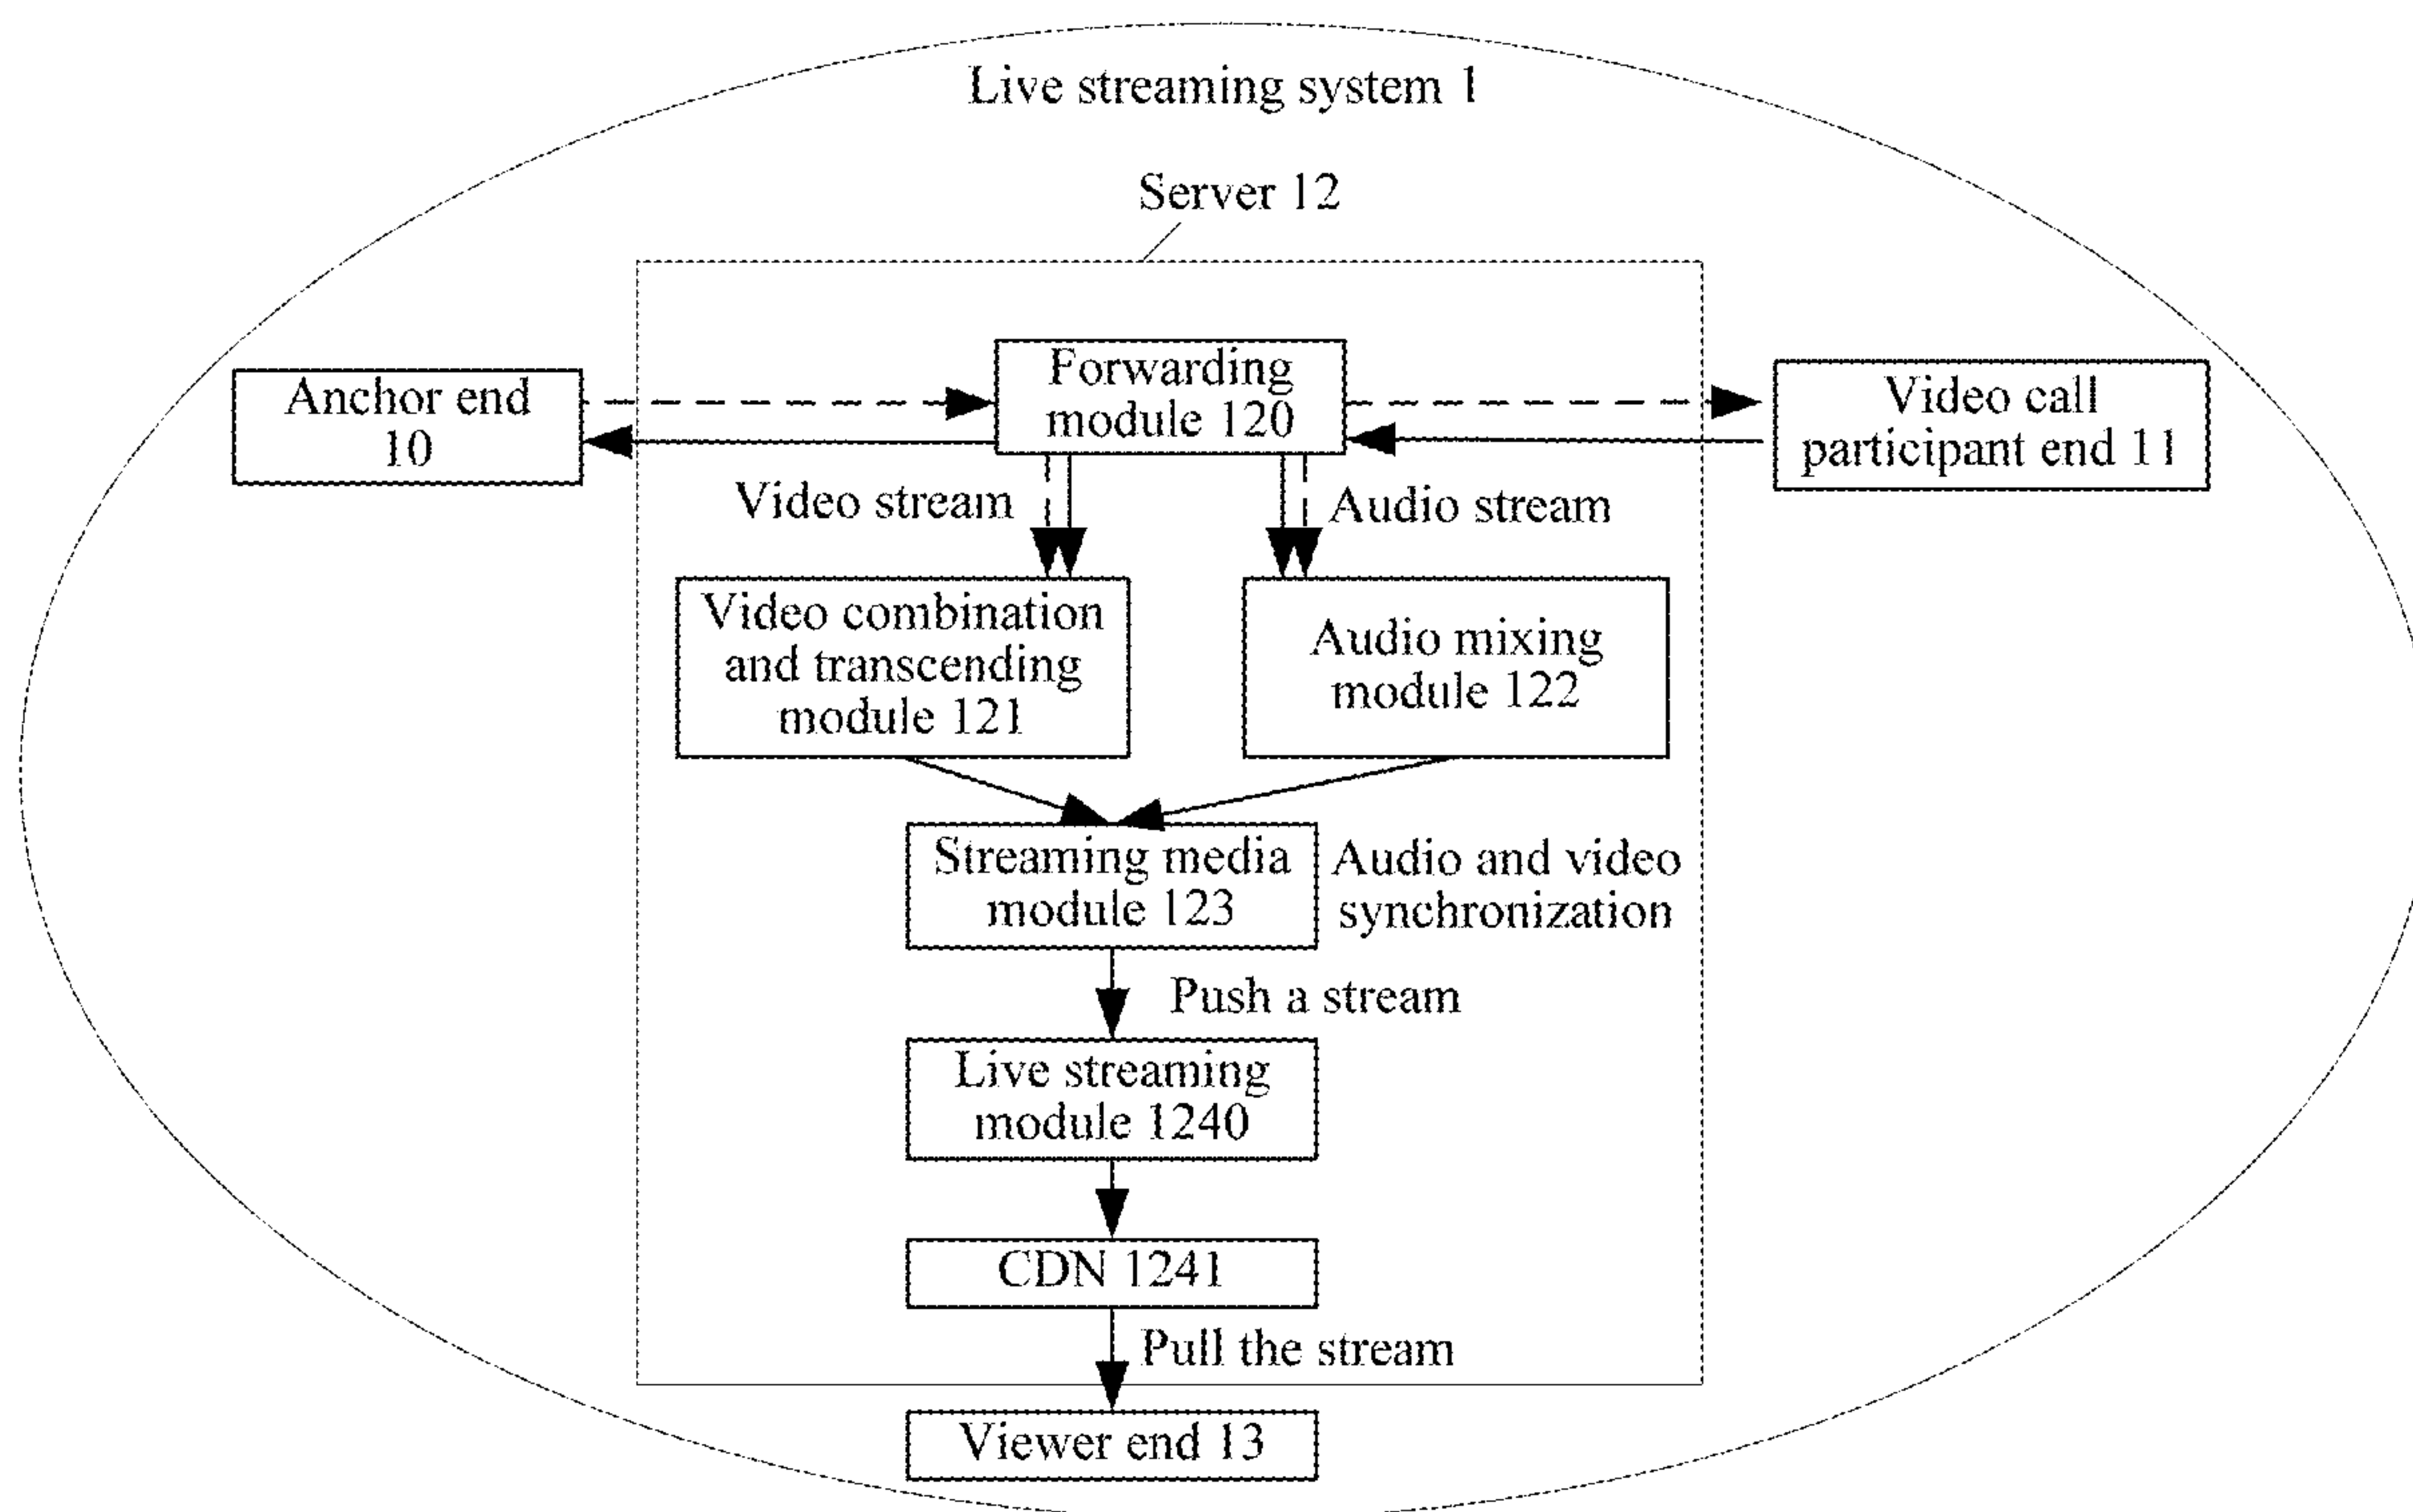 Live streaming system 1
Server 12
Anchor end
10
Forwarding
module 120
Video call
participant end 11
Video stream
Audio stream
Video combination
and transcending
module 121
Audio mixing
module 122
Streaming media
module 123
Audio and video
synchronization
Push a stream
Live streaming
module 1240
CDN 1241
Pull the stream
Viewer end 13